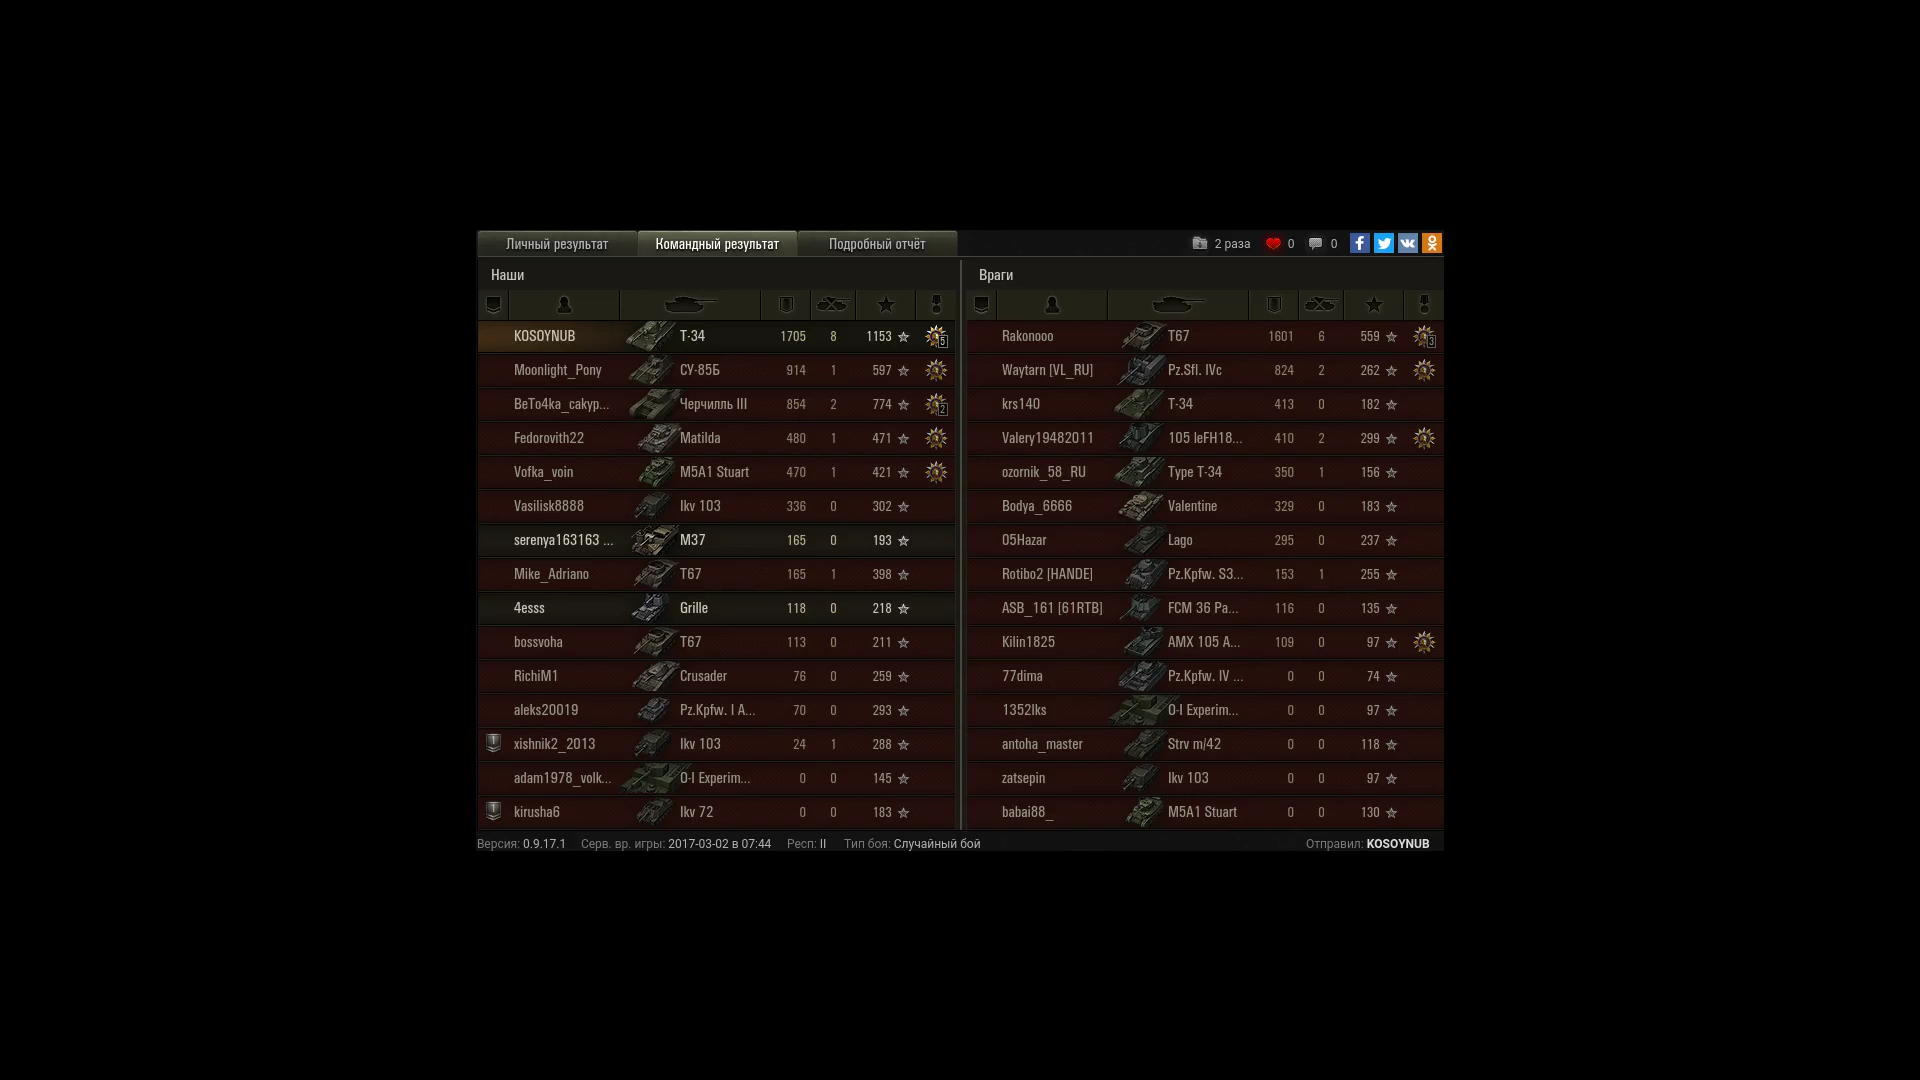 Личный результат Командный результат Подробный отчёт 2 раза 0 0
Наши Враги
KOSOYNUB T-34 1705 8 1153 5 Rakonooo T67 1601 6 559 3
Moonlight_Pony СУ-85Б 914 1 597 Waytarn [VL_RU] Pz.Sfl. IVc 824 2 262
BeTo4ka_cakyp... Черчилль III 854 2 774 2 krs140 T-34 413 0 182
Fedorovith22 Matilda 480 1 471 Valery19482011 105 leFH18... 410 2 299
Vofka_voin M5A1 Stuart 470 1 421 ozornik_58_RU Type T-34 350 1 156
Vasilisk8888 Ikv 103 336 0 302 Bodya_6666 Valentine 329 0 183
serenya163163 ... M37 165 0 193 05Hazar Lago 295 0 237
Mike_Adriano T67 165 1 398 Rotibo2 [HANDE] Pz.Kpfw. S3... 153 1 255
4esss Grille 118 0 218 ASB_161 [61RTB] FCM 36 Pa... 116 0 135
bossvoha T67 113 0 211 Kilin1825 AMX 105 A... 109 0 97
RichiM1 Crusader 76 0 259 77dima Pz.Kpfw. IV ... 0 0 74
aleks20019 Pz.Kpfw. I A... 70 0 293 1352lks O-I Experim... 0 0 97
xishnik2_2013 Ikv 103 24 1 288 antoha_master Strv m/42 0 0 118
adam1978_volk... O-I Experim... 0 0 145 zatsepin Ikv 103 0 0 97
kirusha6 Ikv 72 0 0 183 babai88_ M5A1 Stuart 0 0 130
Версия: 0.9.17.1 Серв. вр. игры: 2017-03-02 в 07:44 Респ: II Тип боя: Случайный бой Отправил: KOSOYNUB